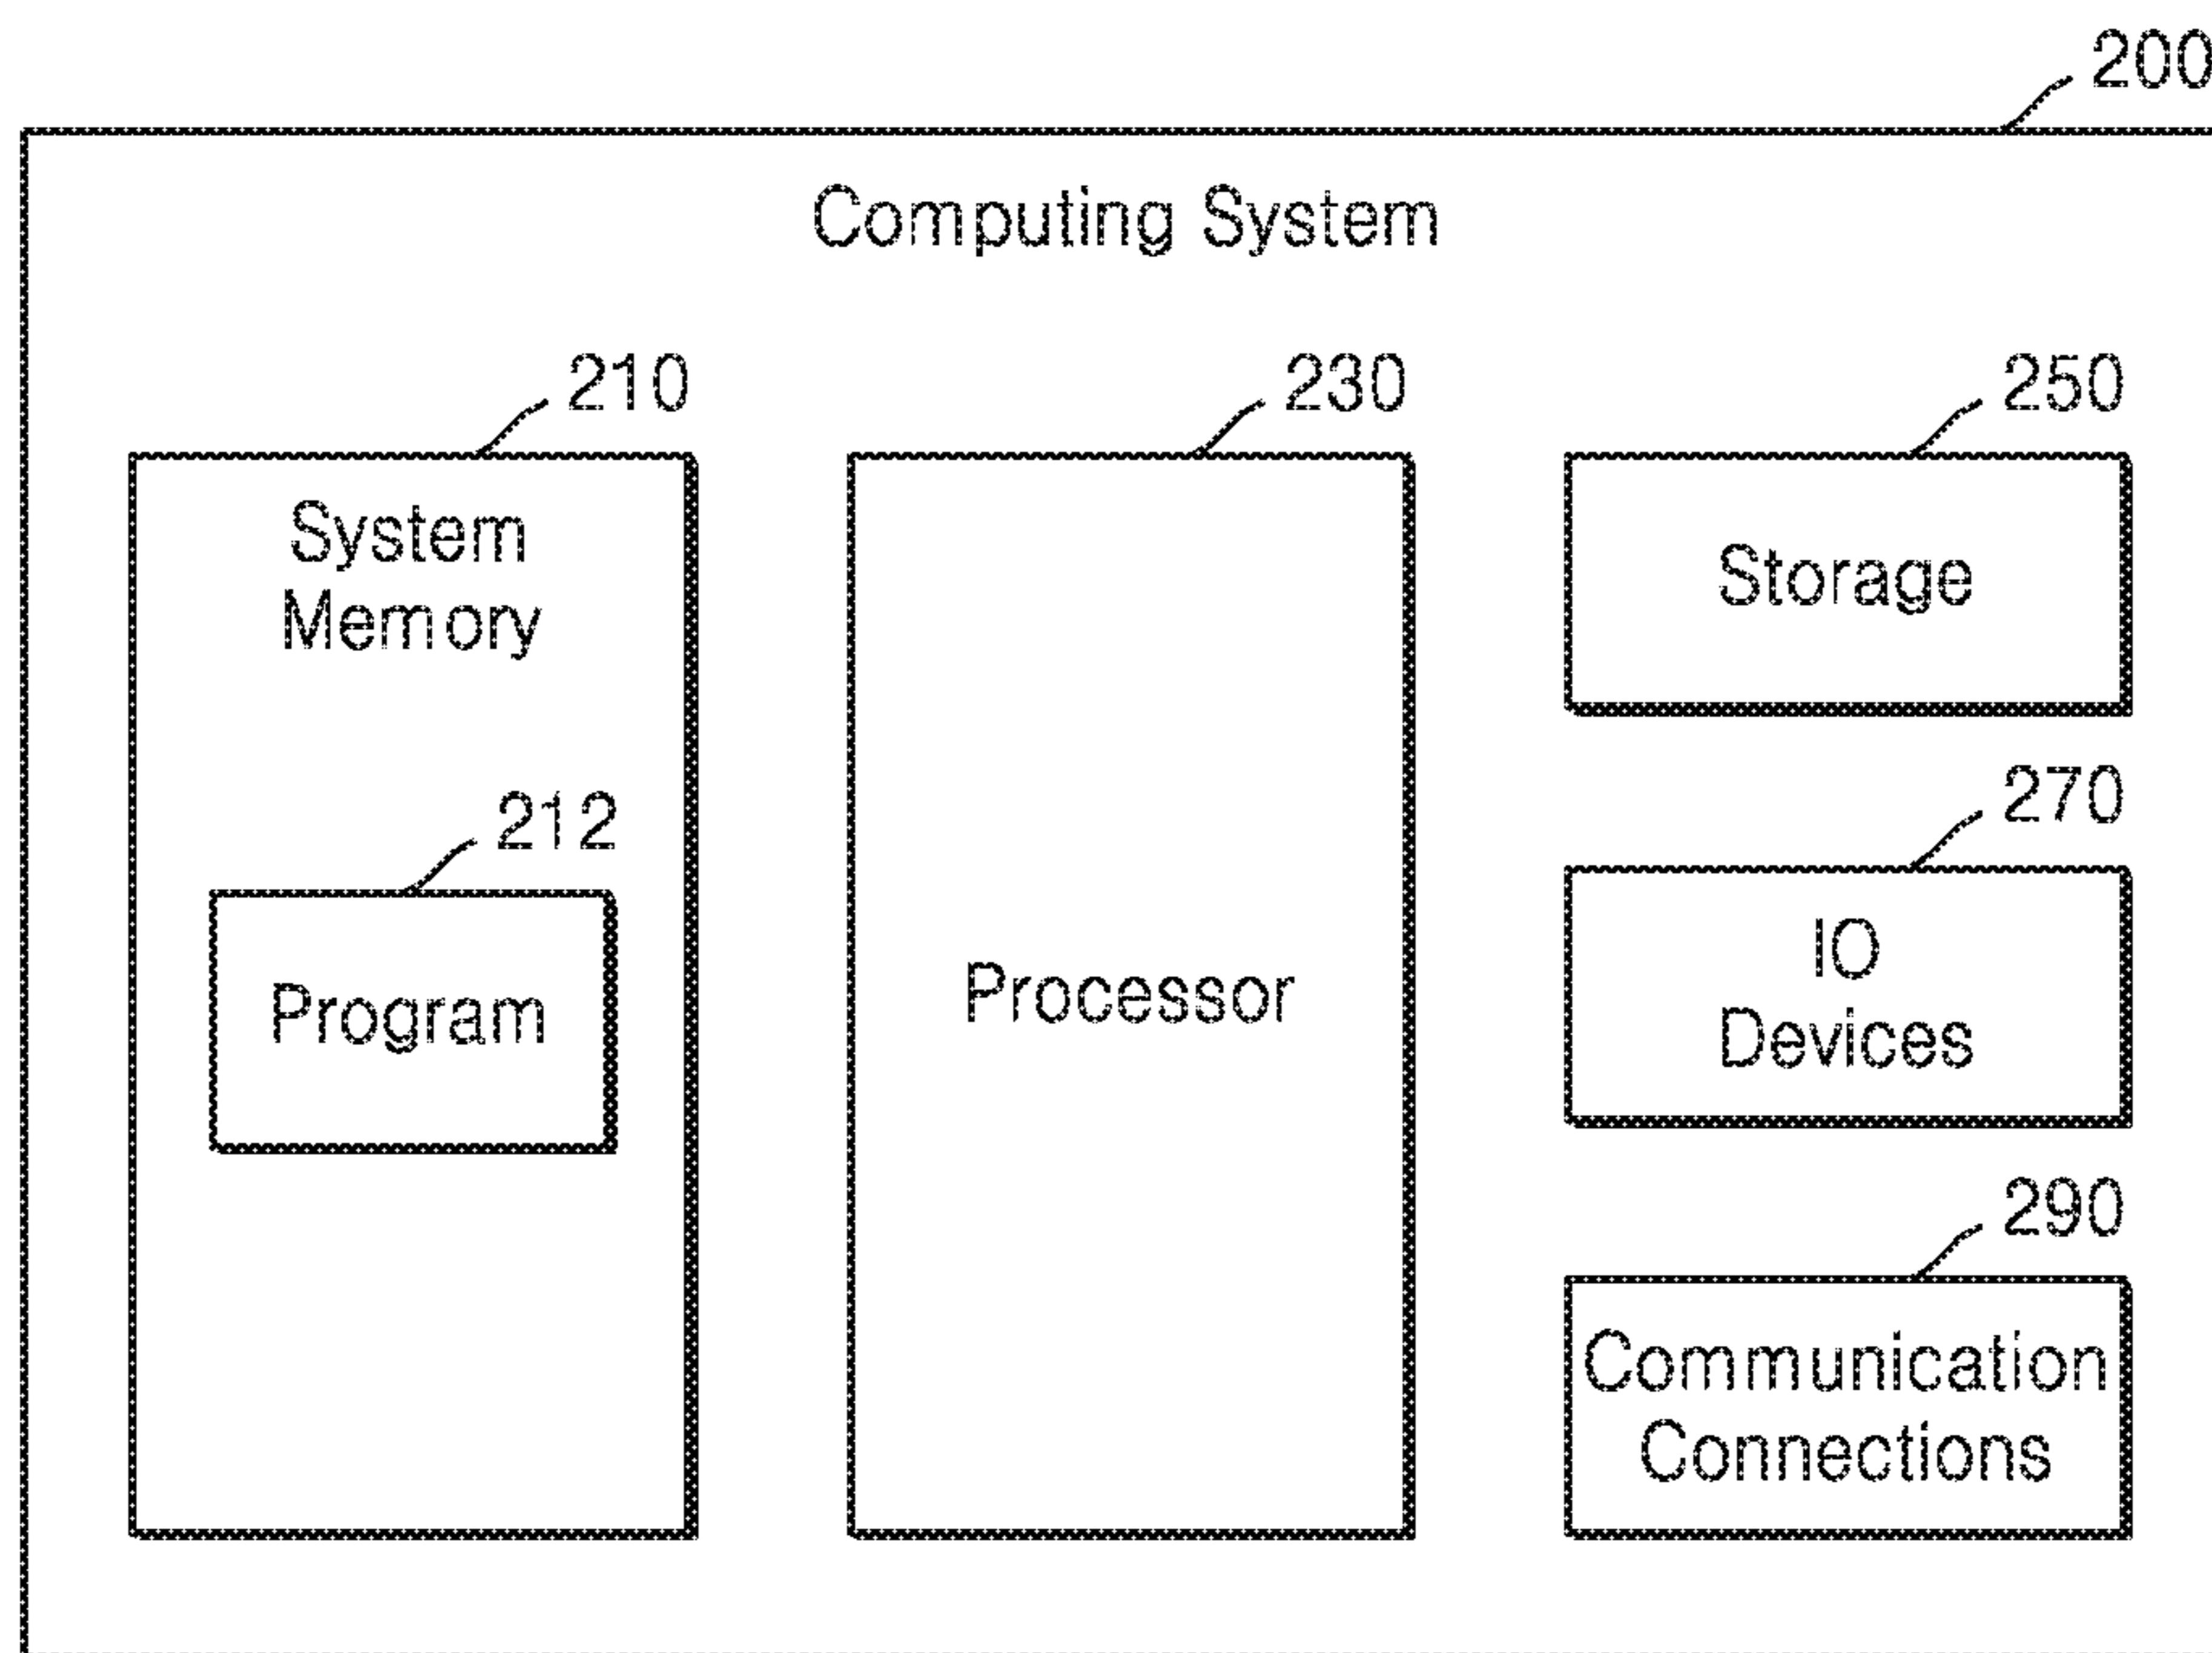 200
Computing System
210
230
250
System
Memory
Storage
212
270
Program
Processor
IO
Devices
290
Communication
Connections